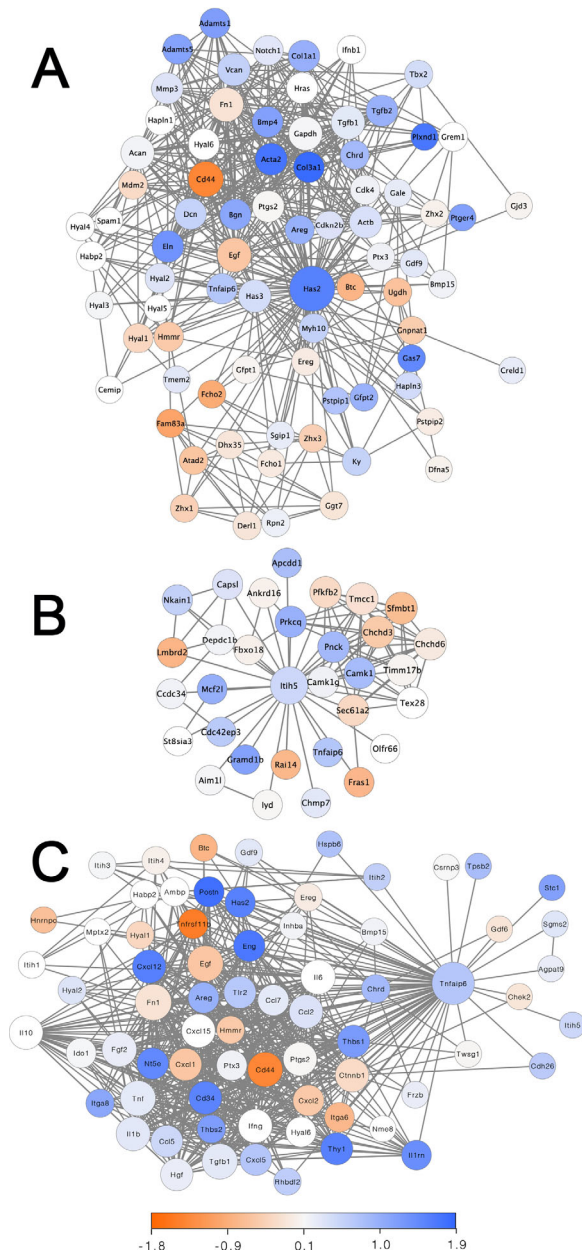 A
Adamts1
Adamts5
Notch1
Col1a1
Ifnb1
Vcan
Tbx2
Mmp3
Hras
Fn1
Tgfb2
Hapln1
Bmp4
Tgfb1
Plxnd1
Grem1
Gapdh
Hyal6
Acan
Acta2
Col3a1
Chrd
Cd44
Mdm2
Cdk4
Gale
Ptgs2
Gjd3
Dcn
Bgn
Zhx2
Spam1
Ptger4
Hyal4
Areg
Cdkn2b
Actb
Eln
Habp2
Egf
Ptx3
Gdf9
Hyal2
Tnfaip6
Has3
Has2
Btc
Bmp15
Ugdh
Hyal3
Hyal5
Myh10
Gnpnat1
Hyal1
Hmmr
Gas7
Ereg
Creld1
Gfpt1
Tmem2
Hapln3
Cemip
Fcho2
Pstpip1
Gfpt2
Pstpip2
Fam83a
Sgip1
Zhx3
Dhx35
Atad2
Fcho1
Ky
Dfna5
Zhx1
Ggt7
Derl1
Rpn2
B
Apcdd1
Capsl
Ankrd16
Pfkfb2
Nkain1
Tmcc1
Sfmbt1
Prkcq
Depdc1b
Chchd3
Lmbrd2
Fbxo18
Pnck
Chchd6
Timm17b
Camk1
Itih5
Camk1g
Ccdc34
Mcf2l
Tex28
Sec61a2
Cdc42ep3
St8sia3
Tnfaip6
Olfr66
Gramd1b
Rai14
Aim1l
Fras1
Iyd
Chmp7
C
Btc
Gdf9
Hspb6
Itih3
Itih4
Itih2
Csrnp3
Tpsb2
Habp2
Ambp
Postn
Has2
Ereg
Stc1
Hnrnpc
Mptx2
Tnfrsf11b
Inhba
Bmp15
Gdf6
Sgms2
Hyal1
Eng
Itih1
Cxcl12
Egf
Il6
Agpat9
Hyal2
Tlr2
Chrd
Tnfaip6
Fn1
Areg
Ccl7
Chek2
Ccl2
Il10
Cxcl15
Itih5
Hmmr
Thbs1
Ido1
Fgf2
Twsg1
Ptgs2
Nt5e
Cxcl1
Ptx3
Cd44
Ctnnb1
Cdh26
Itga8
Tnf
Cd34
Cxcl2
Frzb
Itga6
Il1b
Thbs2
Ifng
Hyal6
Nme8
Ccl5
Thy1
Il1rn
Hgf
Tgfb1
Cxcl5
Rhbdl2
-1.8
-0.9
0.1
1.0
1.9